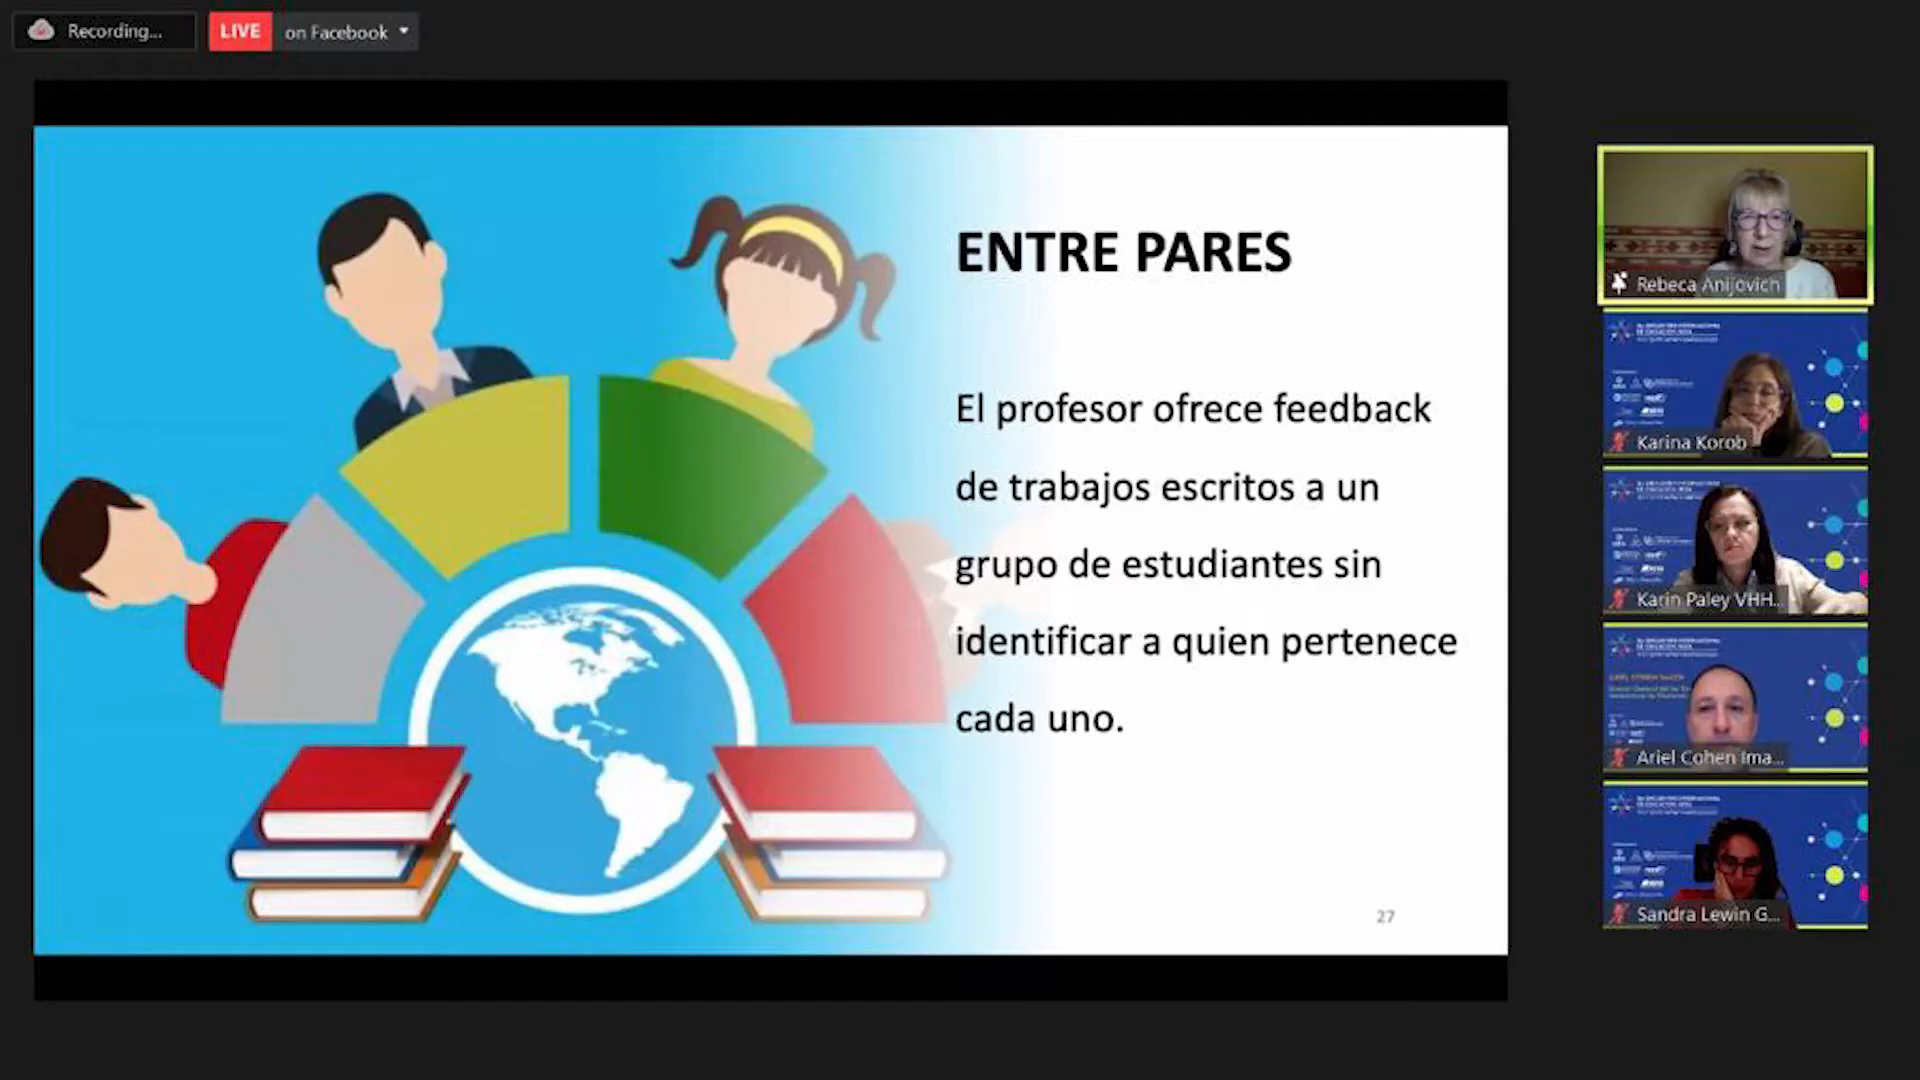 Recording...
LIVE on Facebook
ENTRE PARES
El profesor ofrece feedback
de trabajos escritos a un
grupo de estudiantes sin
identificar a quien pertenece
cada uno.
27
Rebeca Anijovich
Karina Korob
Karin Paley VHH...
Ariel Cohen Ima...
Sandra Lewin G...